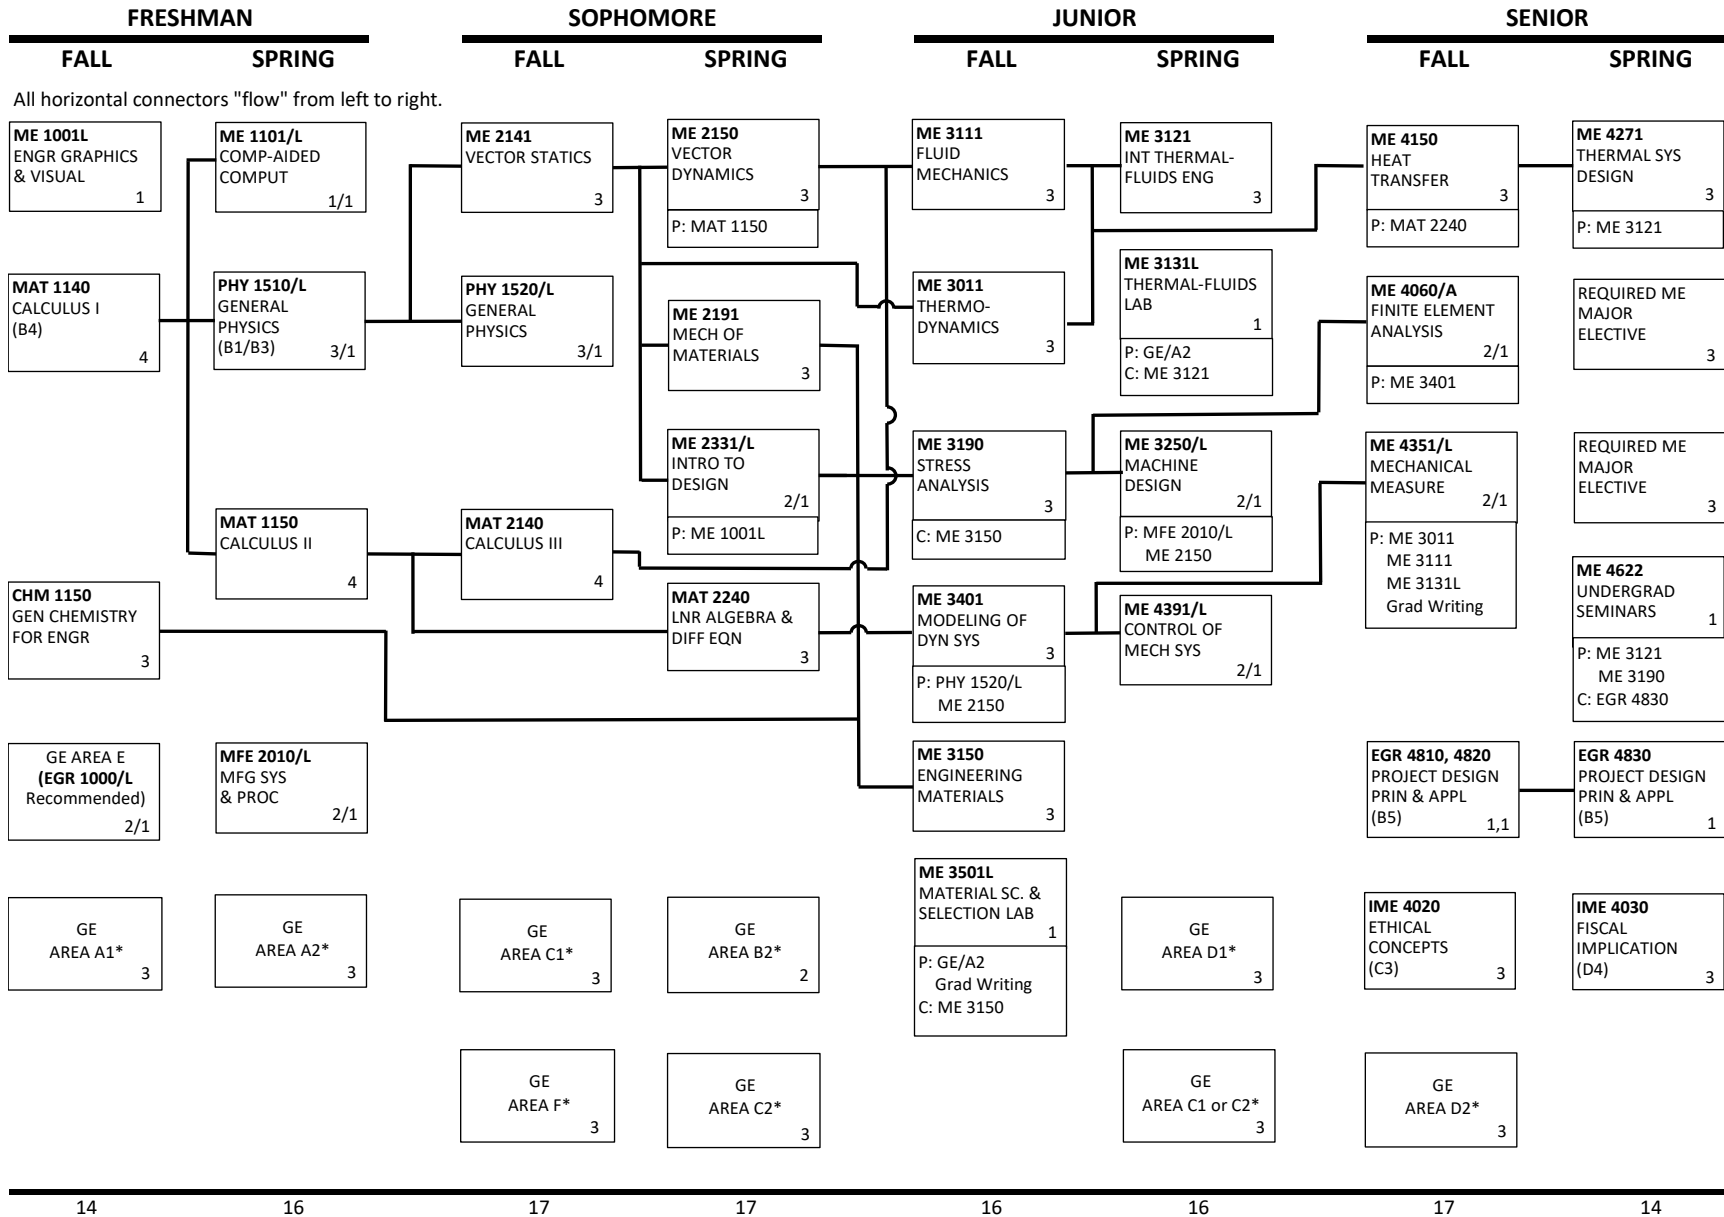 FRESHMAN
SOPHOMORE
JUNIOR
SENIOR
FALL
SPRING
FALL
SPRING
FALL
SPRING
FALL
SPRING
All horizontal connectors "flow" from left to right.
ME 1001L
ENGR GRAPHICS
& VISUAL
1
ME 1101/L
COMP-AIDED
COMPUT
1/1
ME 2141
VECTOR STATICS
3
ME 2150
VECTOR
DYNAMICS
3
P: MAT 1150
ME 3111
FLUID
MECHANICS
3
ME 3121
INT THERMAL-
FLUIDS ENG
3
ME 4150
HEAT
TRANSFER
3
P: MAT 2240
ME 4271
THERMAL SYS
DESIGN
3
P: ME 3121
MAT 1140
CALCULUS I
(B4)
4
PHY 1510/L
GENERAL
PHYSICS
(B1/B3)
3/1
PHY 1520/L
GENERAL
PHYSICS
3/1
ME 2191
MECH OF
MATERIALS
3
ME 3011
THERMO-
DYNAMICS
3
ME 3131L
THERMAL-FLUIDS
LAB
1
P: GE/A2
C: ME 3121
ME 4060/A
FINITE ELEMENT
ANALYSIS
2/1
P: ME 3401
REQUIRED ME
MAJOR
ELECTIVE
3
ME 2331/L
INTRO TO
DESIGN
2/1
P: ME 1001L
ME 3190
STRESS
ANALYSIS
3
C: ME 3150
ME 3250/L
MACHINE
DESIGN
2/1
P: MFE 2010/L
ME 2150
ME 4351/L
MECHANICAL
MEASURE
2/1
P: ME 3011
ME 3111
ME 3131L
Grad Writing
REQUIRED ME
MAJOR
ELECTIVE
3
MAT 1150
CALCULUS II
4
MAT 2140
CALCULUS III
4
CHM 1150
GEN CHEMISTRY
FOR ENGR
3
MAT 2240
LNR ALGEBRA &
DIFF EQN
3
ME 3401
MODELING OF
DYN SYS
3
P: PHY 1520/L
ME 2150
ME 4391/L
CONTROL OF
MECH SYS
2/1
ME 4622
UNDERGRAD
SEMINARS
1
P: ME 3121
ME 3190
C: EGR 4830
GE AREA E
(EGR 1000/L
Recommended)
2/1
MFE 2010/L
MFG SYS
& PROC
2/1
ME 3150
ENGINEERING
MATERIALS
3
EGR 4810, 4820
PROJECT DESIGN
PRIN & APPL
(B5)
1,1
EGR 4830
PROJECT DESIGN
PRIN & APPL
(B5)
1
GE
AREA A1*
3
GE
AREA A2*
3
GE
AREA C1*
3
GE
AREA B2*
2
ME 3501L
MATERIAL SC. &
SELECTION LAB
1
P: GE/A2
Grad Writing
C: ME 3150
GE
AREA D1*
3
IME 4020
ETHICAL
CONCEPTS
(C3)
3
IME 4030
FISCAL
IMPLICATION
(D4)
3
GE
AREA F*
3
GE
AREA C2*
3
GE
AREA C1 or C2*
3
GE
AREA D2*
3
14
16
17
17
16
16
17
14